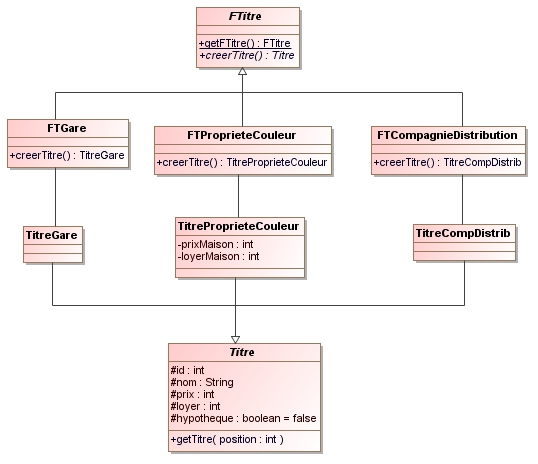 FTitre
+getFTitre() : FTitre
+creerTitre() : Titre
FTGare
+creerTitre() : TitreGare
FTProprieteCouleur
+creerTitre() : TitreProprieteCouleur
FTCompagnieDistribution
+creerTitre() : TitreCompDistrib
TitreGare
TitreProprieteCouleur
-prixMaison : int
-loyerMaison : int
TitreCompDistrib
Titre
#id : int
#nom : String
#prix : int
#loyer : int
#hypotheque : boolean = false
+getTitre( position : int )